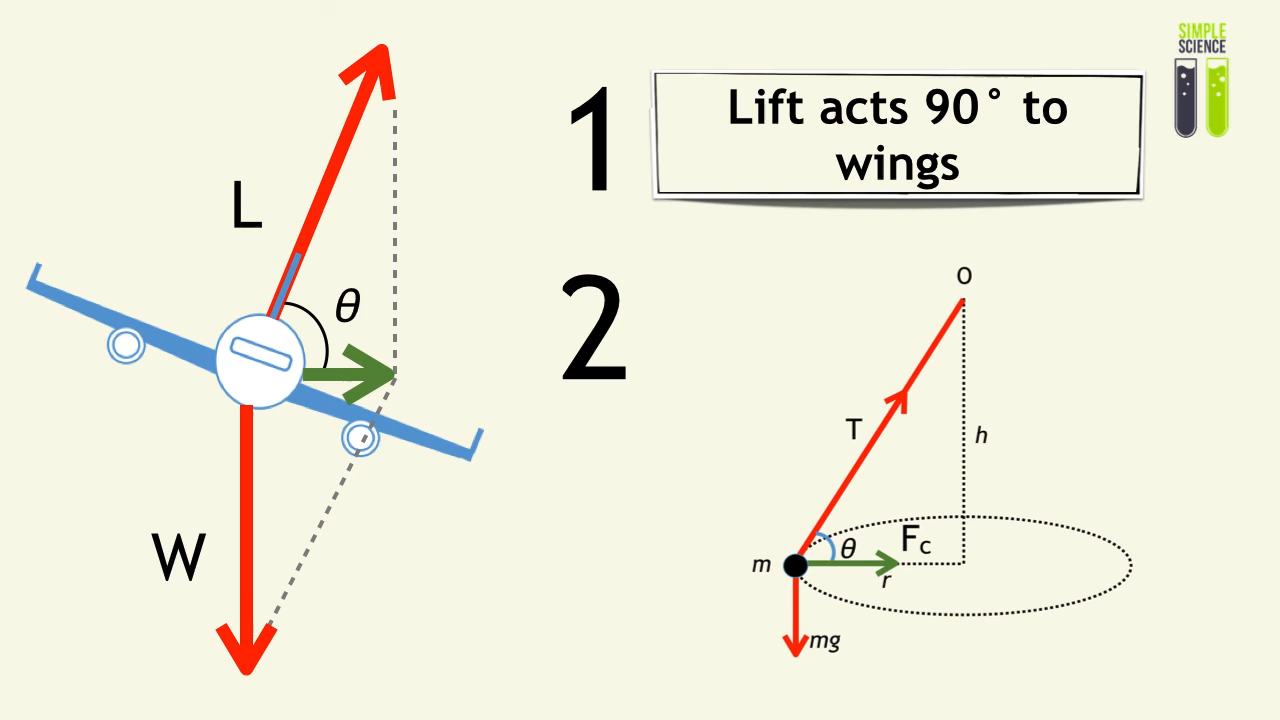 SIMPLE
SCIENCE
1
Lift acts 90° to
wings
L
θ
2
O
T
h
W
m
θ
Fc
r
mg